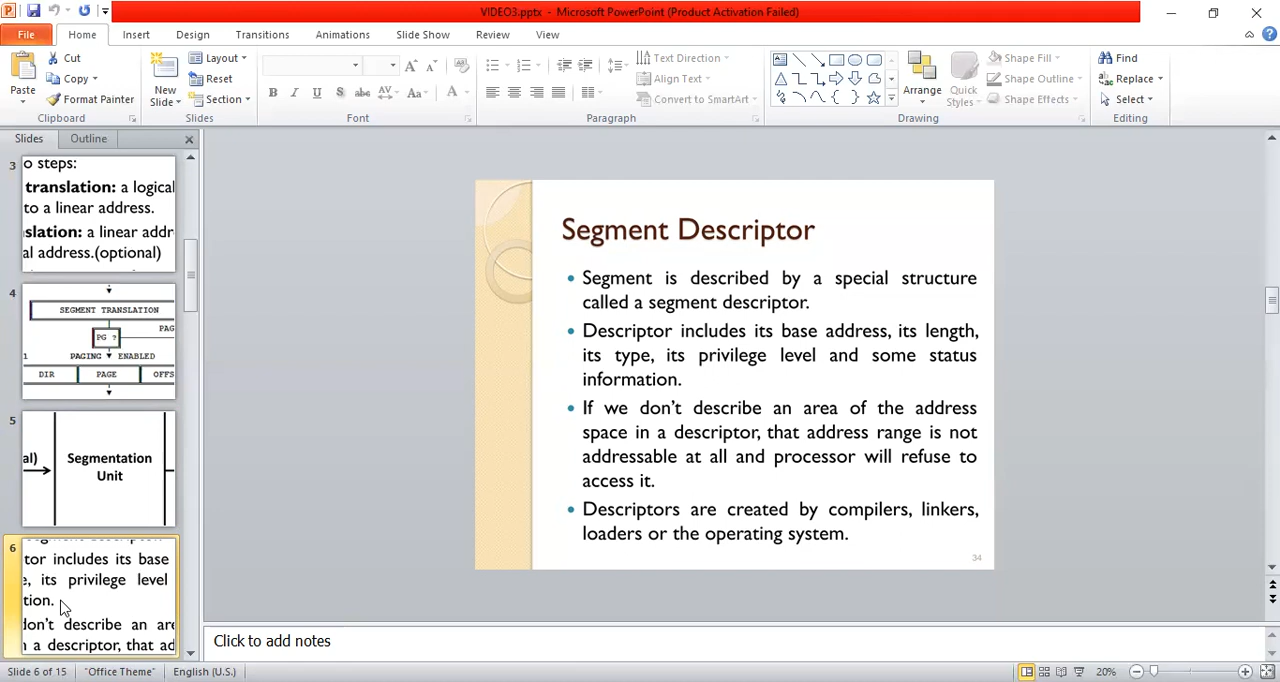 VIDEO3.pptx - Microsoft PowerPoint (Product Activation Failed)
File Home Insert Design Transitions Animations Slide Show Review View
Paste
Cut
Copy
Format Painter
Clipboard
New
Slide
Layout
Reset
Section
Slides
B I U S abc AV Aa A
Font
Text Direction
Align Text
Convert to SmartArt
Paragraph
Arrange
Quick
Styles
Shape Fill
Shape Outline
Shape Effects
Drawing
Find
Replace
Select
Editing
Slides Outline
3
o steps:
translation: a logical
to a linear address.
slation: a linear addr
al address.(optional)
4
SEGMENT TRANSLATION
PAG
PG ?
1 PAGING ENABLED
DIR PAGE OFFS
5
al)
Segmentation
Unit
6
tor includes its base
e, its privilege level
tion.
don't describe an are
n a descriptor, that ad
Segment Descriptor
• Segment is described by a special structure
called a segment descriptor.
• Descriptor includes its base address, its length,
its type, its privilege level and some status
information.
• If we don't describe an area of the address
space in a descriptor, that address range is not
addressable at all and processor will refuse to
access it.
• Descriptors are created by compilers, linkers,
loaders or the operating system.
34
Click to add notes
Slide 6 of 15 "Office Theme" English (U.S.) 20%